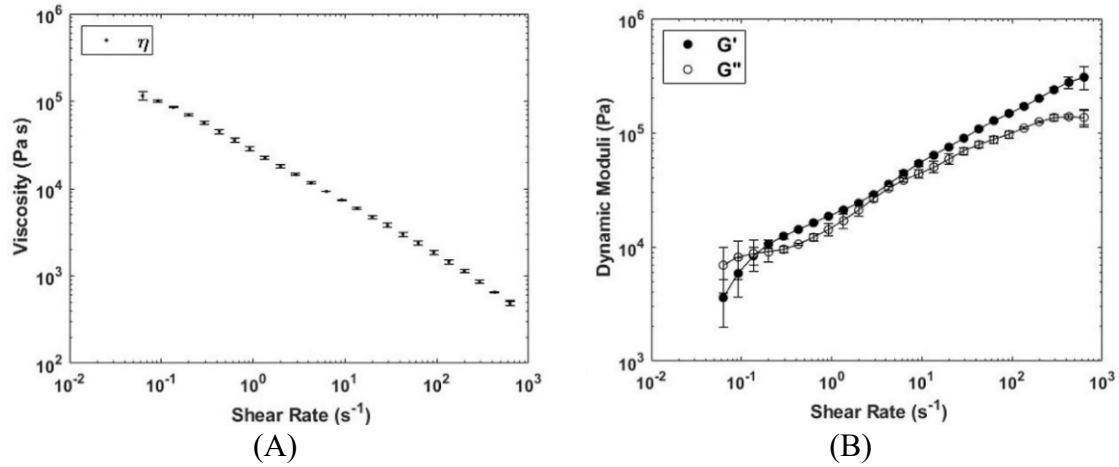 10^6
10^5
10^4
10^3
10^2
Viscosity (Pa s)
η
10^-2
10^-1
10^0
10^1
10^2
10^3
Shear Rate (s^-1)
(A)
10^6
10^5
10^4
10^3
Dynamic Moduli (Pa)
G'
G"
10^-2
10^-1
10^0
10^1
10^2
10^3
Shear Rate (s^-1)
(B)